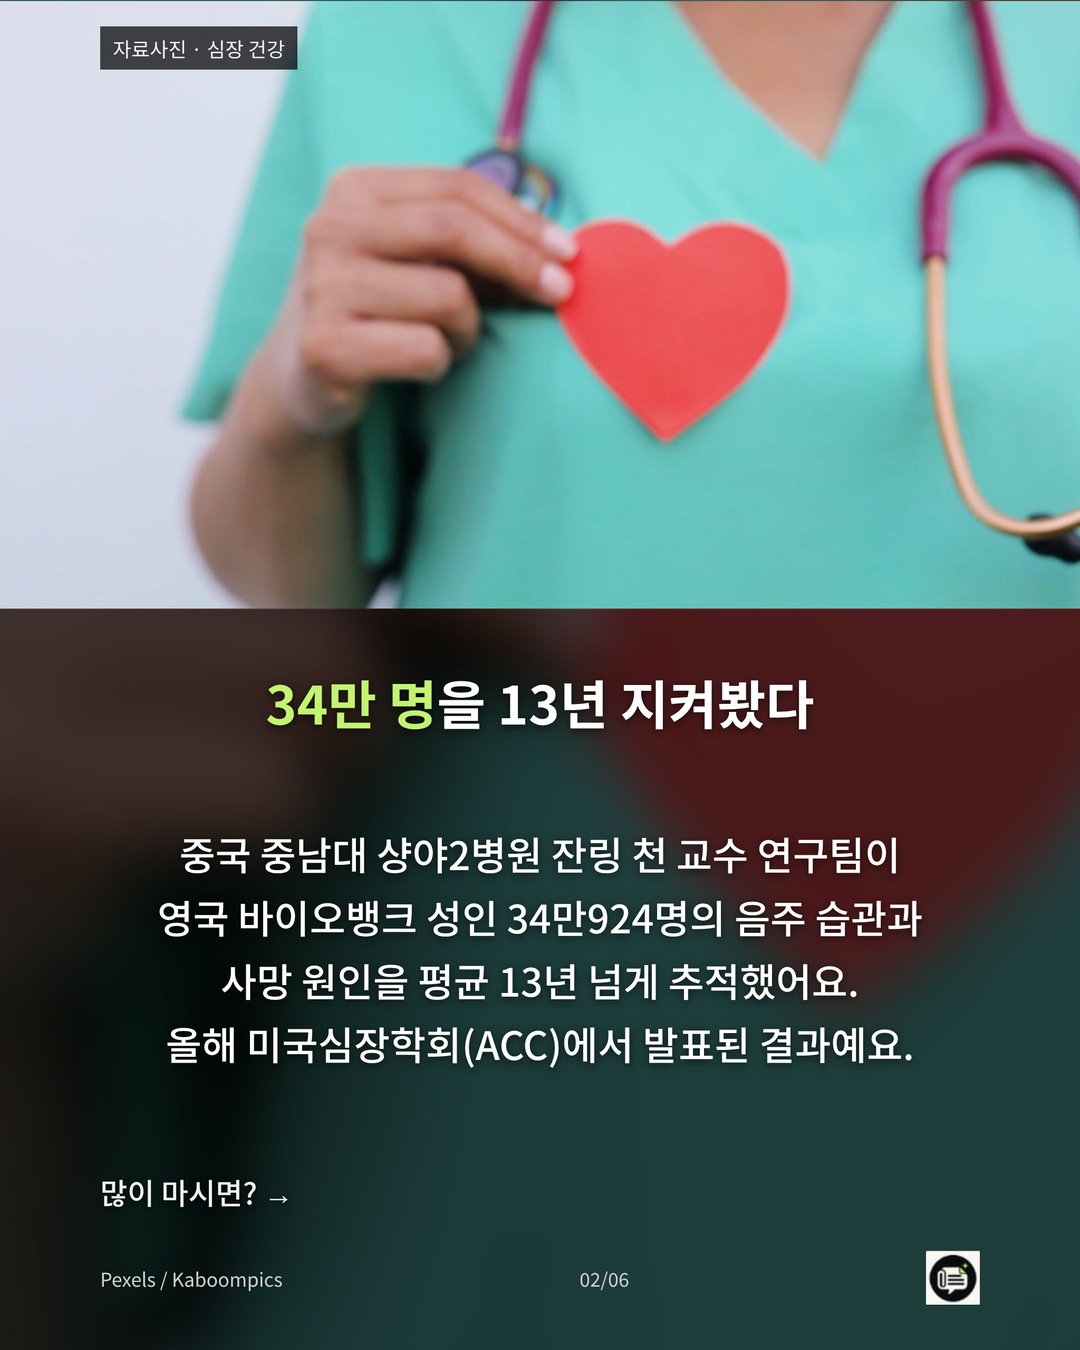 자료사진 · 심장 건강
34만 명을 13년 지켜봤다
중국 중남대 샹야2병원 잔링 천 교수 연구팀이
영국 바이오뱅크 성인 34만924명의 음주 습관과
사망 원인을 평균 13년 넘게 추적했어요.
올해 미국심장학회(ACC)에서 발표된 결과예요.
많이 마시면? →
Pexels / Kaboompics
02/06